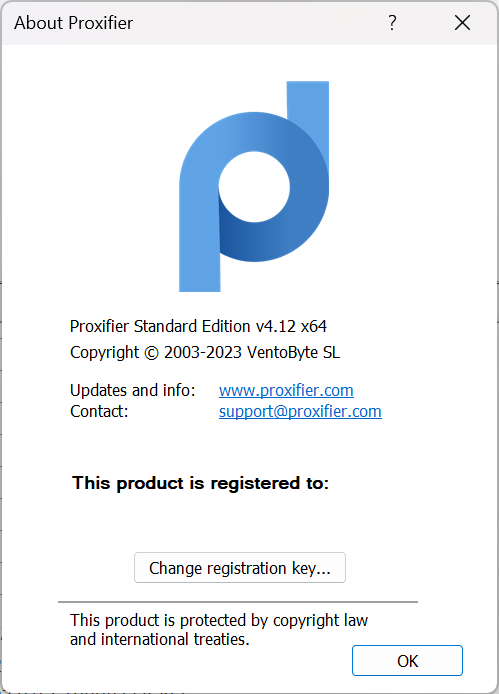 About Proxifier
?
Proxifier Standard Edition v4.12 x64
Copyright © 2003-2023 VentoByte SL
Updates and info: www.proxifier.com
Contact: support@proxifier.com
This product is registered to:
Change registration key...
This product is protected by copyright law
and international treaties.
OK